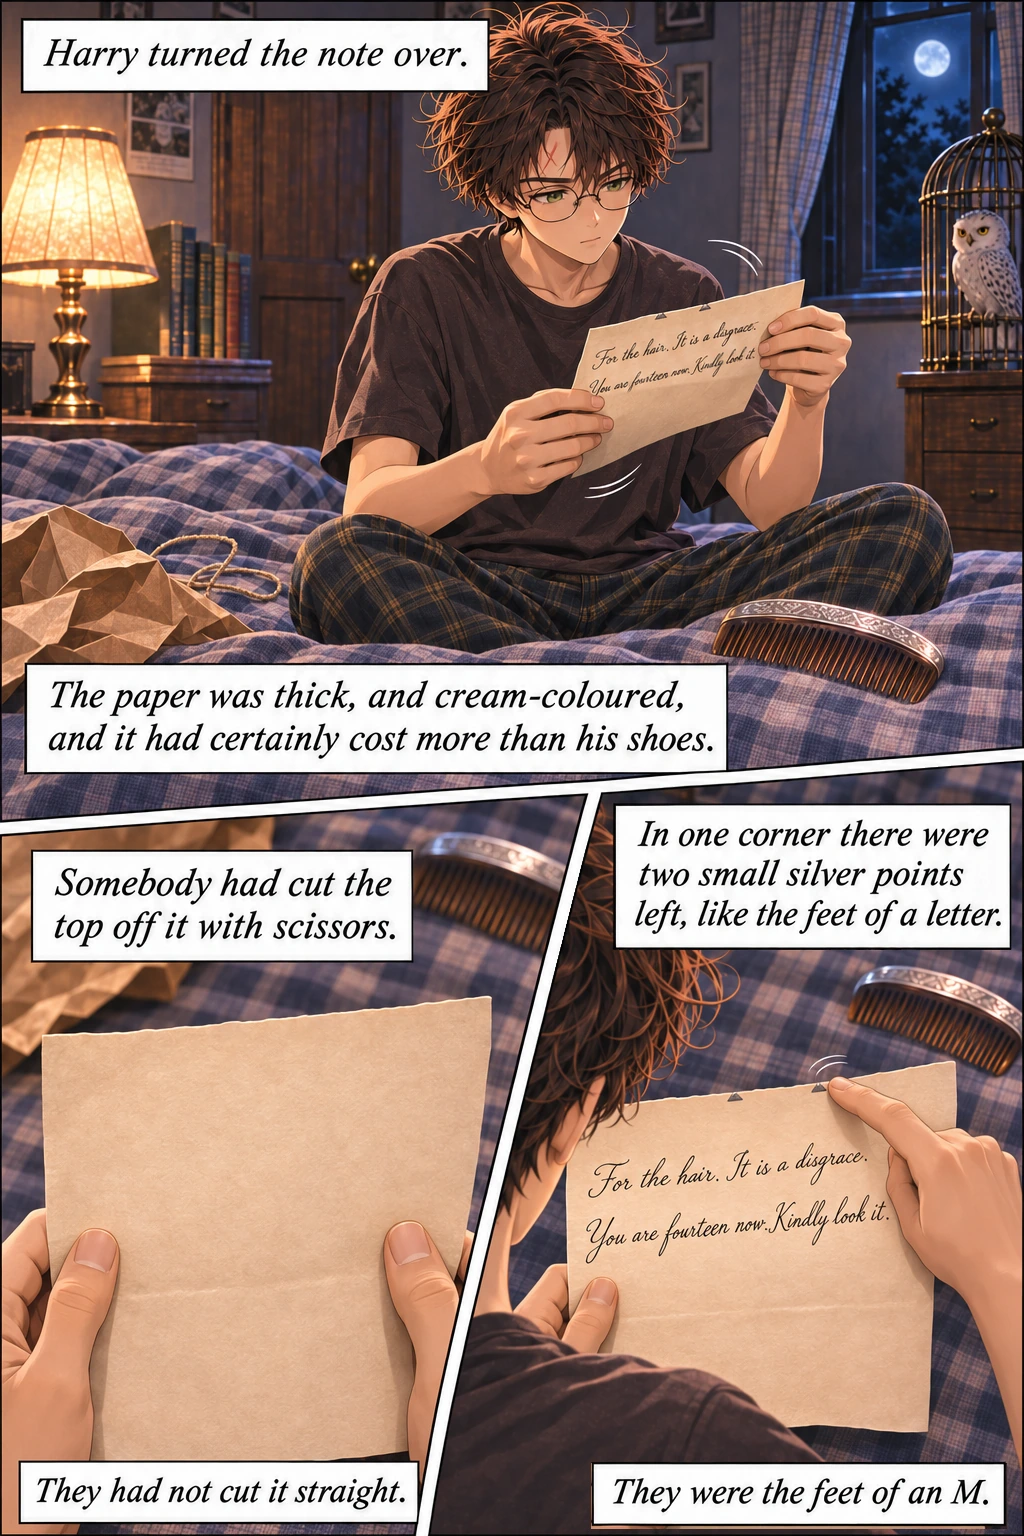 Harry turned the note over.
For the hair. It is a disgrace.
You are fourteen now. Kindly look it.
The paper was thick, and cream-coloured,
and it had certainly cost more than his shoes.
Somebody had cut the
top off it with scissors.
They had not cut it straight.
In one corner there were
two small silver points
left, like the feet of a letter.
For the hair. It is a disgrace.
You are fourteen now. Kindly look it.
They were the feet of an M.